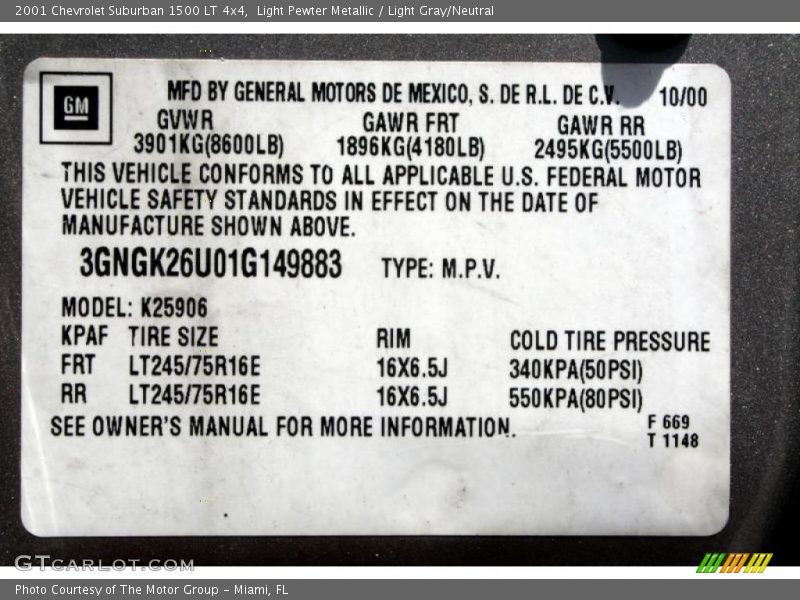 2001 Chevrolet Suburban 1500 LT 4x4, Light Pewter Metallic / Light Gray/Neutral
GM
MFD BY GENERAL MOTORS DE MEXICO, S. DE R.L. DE C.V. 10/00
GVWR GAWR FRT GAWR RR
3901KG(8600LB) 1896KG(4180LB) 2495KG(5500LB)
THIS VEHICLE CONFORMS TO ALL APPLICABLE U.S. FEDERAL MOTOR
VEHICLE SAFETY STANDARDS IN EFFECT ON THE DATE OF
MANUFACTURE SHOWN ABOVE.
3GNGK26U01G149883 TYPE: M.P.V.
MODEL: K25906
KPAF TIRE SIZE RIM COLD TIRE PRESSURE
FRT LT245/75R16E 16X6.5J 340KPA(50PSI)
RR LT245/75R16E 16X6.5J 550KPA(80PSI)
SEE OWNER'S MANUAL FOR MORE INFORMATION.
F 669
T 1148
GTCARLOT.COM
Photo Courtesy of The Motor Group - Miami, FL